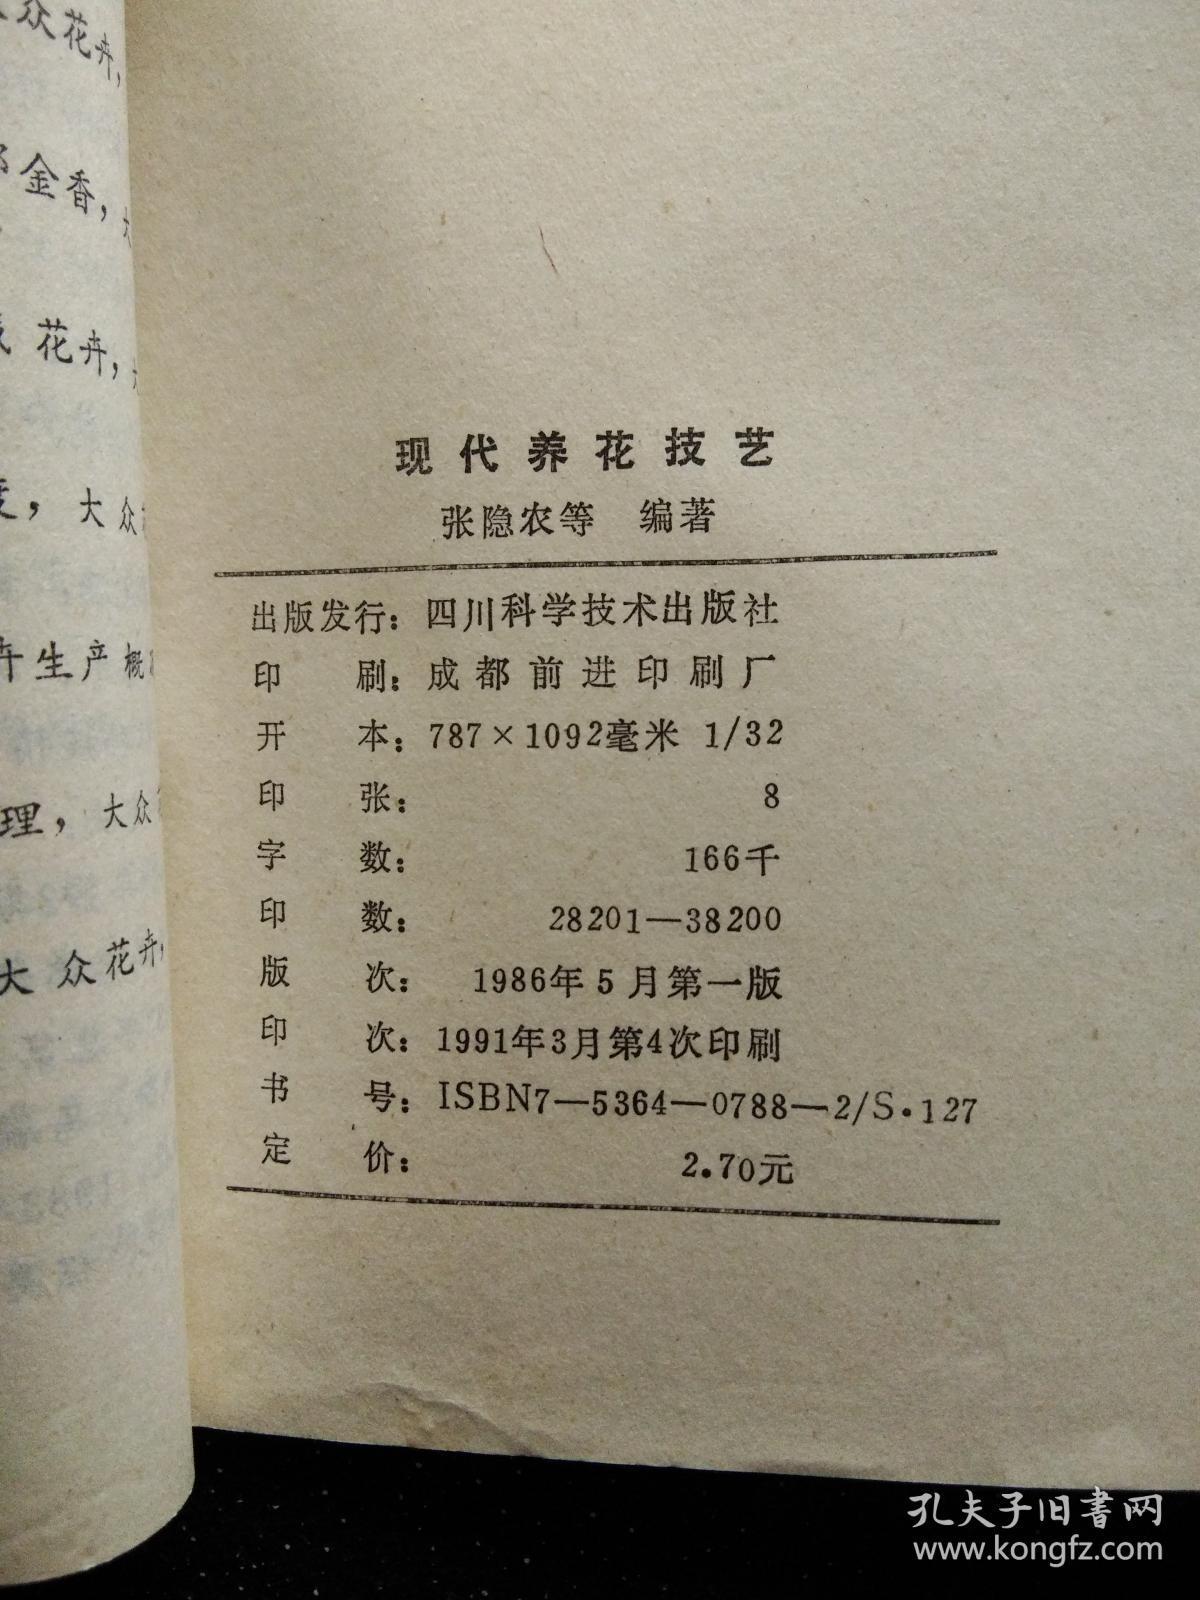 众花卉,
金香,
花卉,
，大众
卉生产概
理，大众
大众花卉,
现代养花技艺
张隐农等 编著
出版发行：四川科学技术出版社
印 刷：成都前进印刷厂
开 本：787×1092毫米 1/32
印 张： 8
字 数： 166千
印 数： 28201—38200
版 次： 1986年5月第一版
印 次：1991年3月第4次印刷
书 号：ISBN7—5364—0788—2/S·127
定 价： 2.70元
孔夫子旧書网
www.kongfz.com